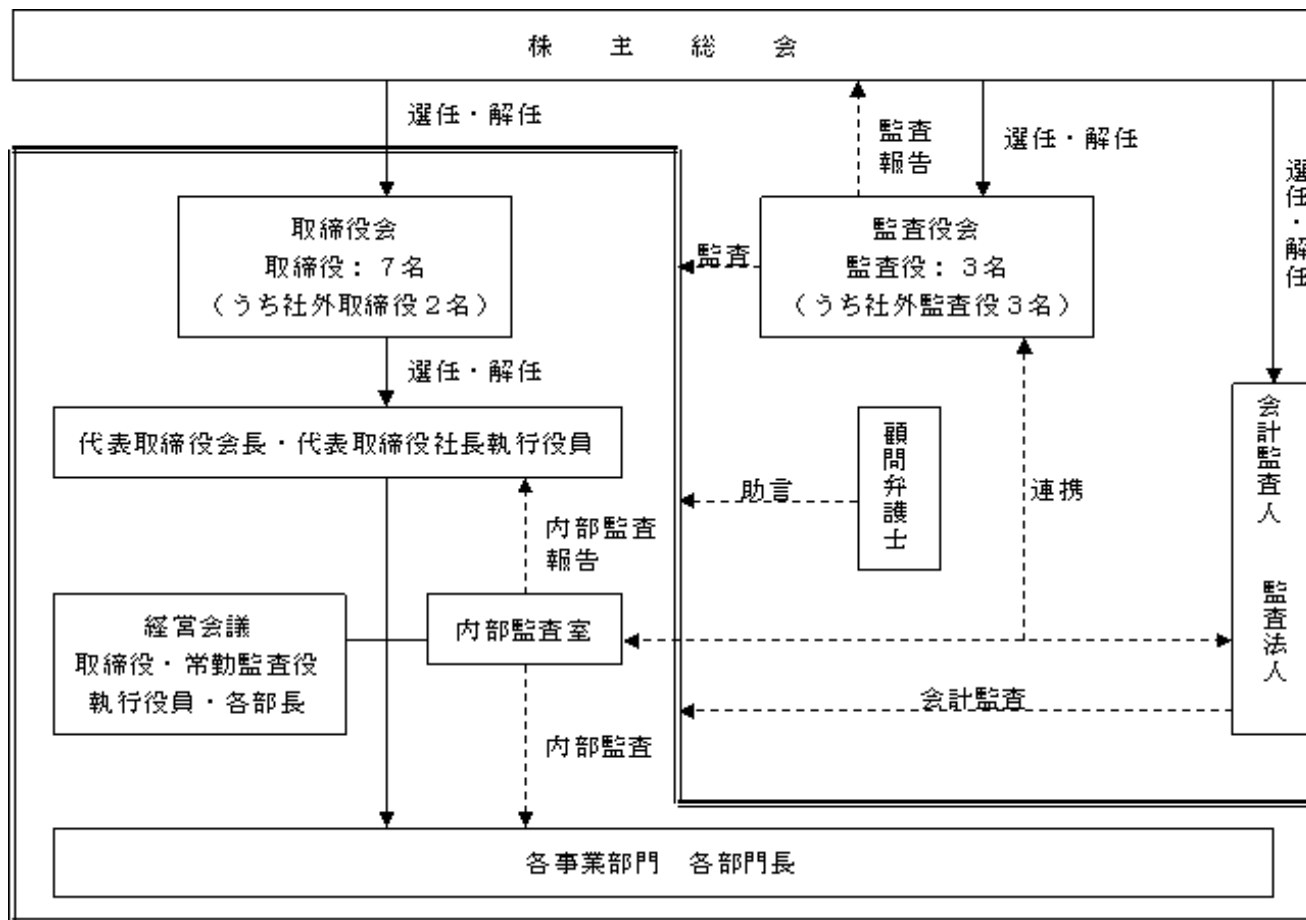 株主総会
選任・解任
監査
報告
選任・解任
選任・解任
取締役会
取締役：７名
（うち社外取締役２名）
監査
監査役会
監査役：３名
（うち社外監査役３名）
選任・解任
代表取締役会長・代表取締役社長執行役員
顧問弁護士
会計監査人　監査法人
助言
連携
内部監査
報告
経営会議
取締役・常勤監査役
執行役員・各部長
内部監査室
会計監査
内部監査
各事業部門　各部門長